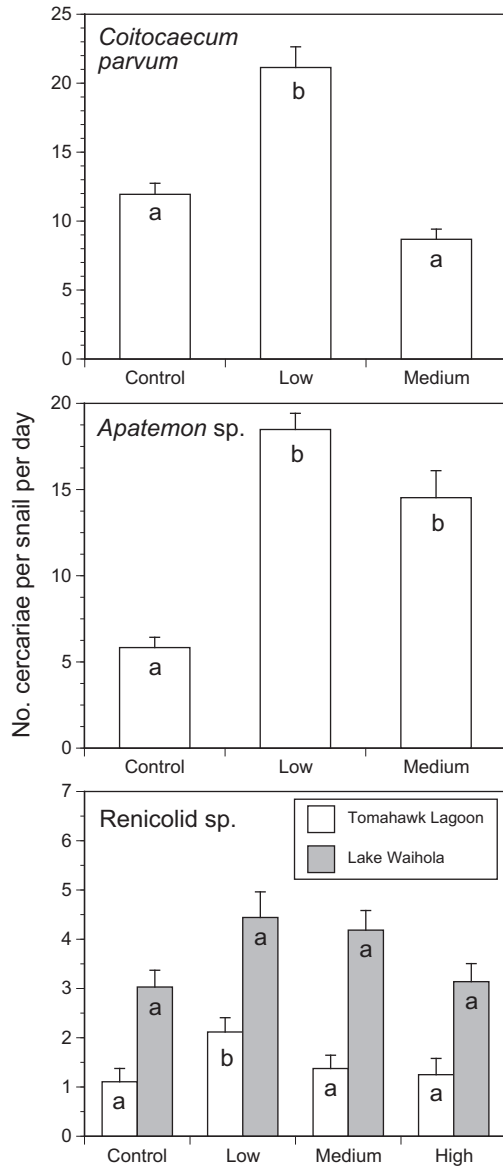 25
Coitocaecum
parvum
20
b
15
a
10
a
5
0
Control Low Medium
No. cercariae per snail per day
20
Apatemon sp.
b
15
b
10
5
a
0
Control Low Medium
7
Renicolid sp.
Tomahawk Lagoon
Lake Waihola
6
5
4
a
a
3
a
a
2
b
1
a
a
a
0
Control Low Medium High